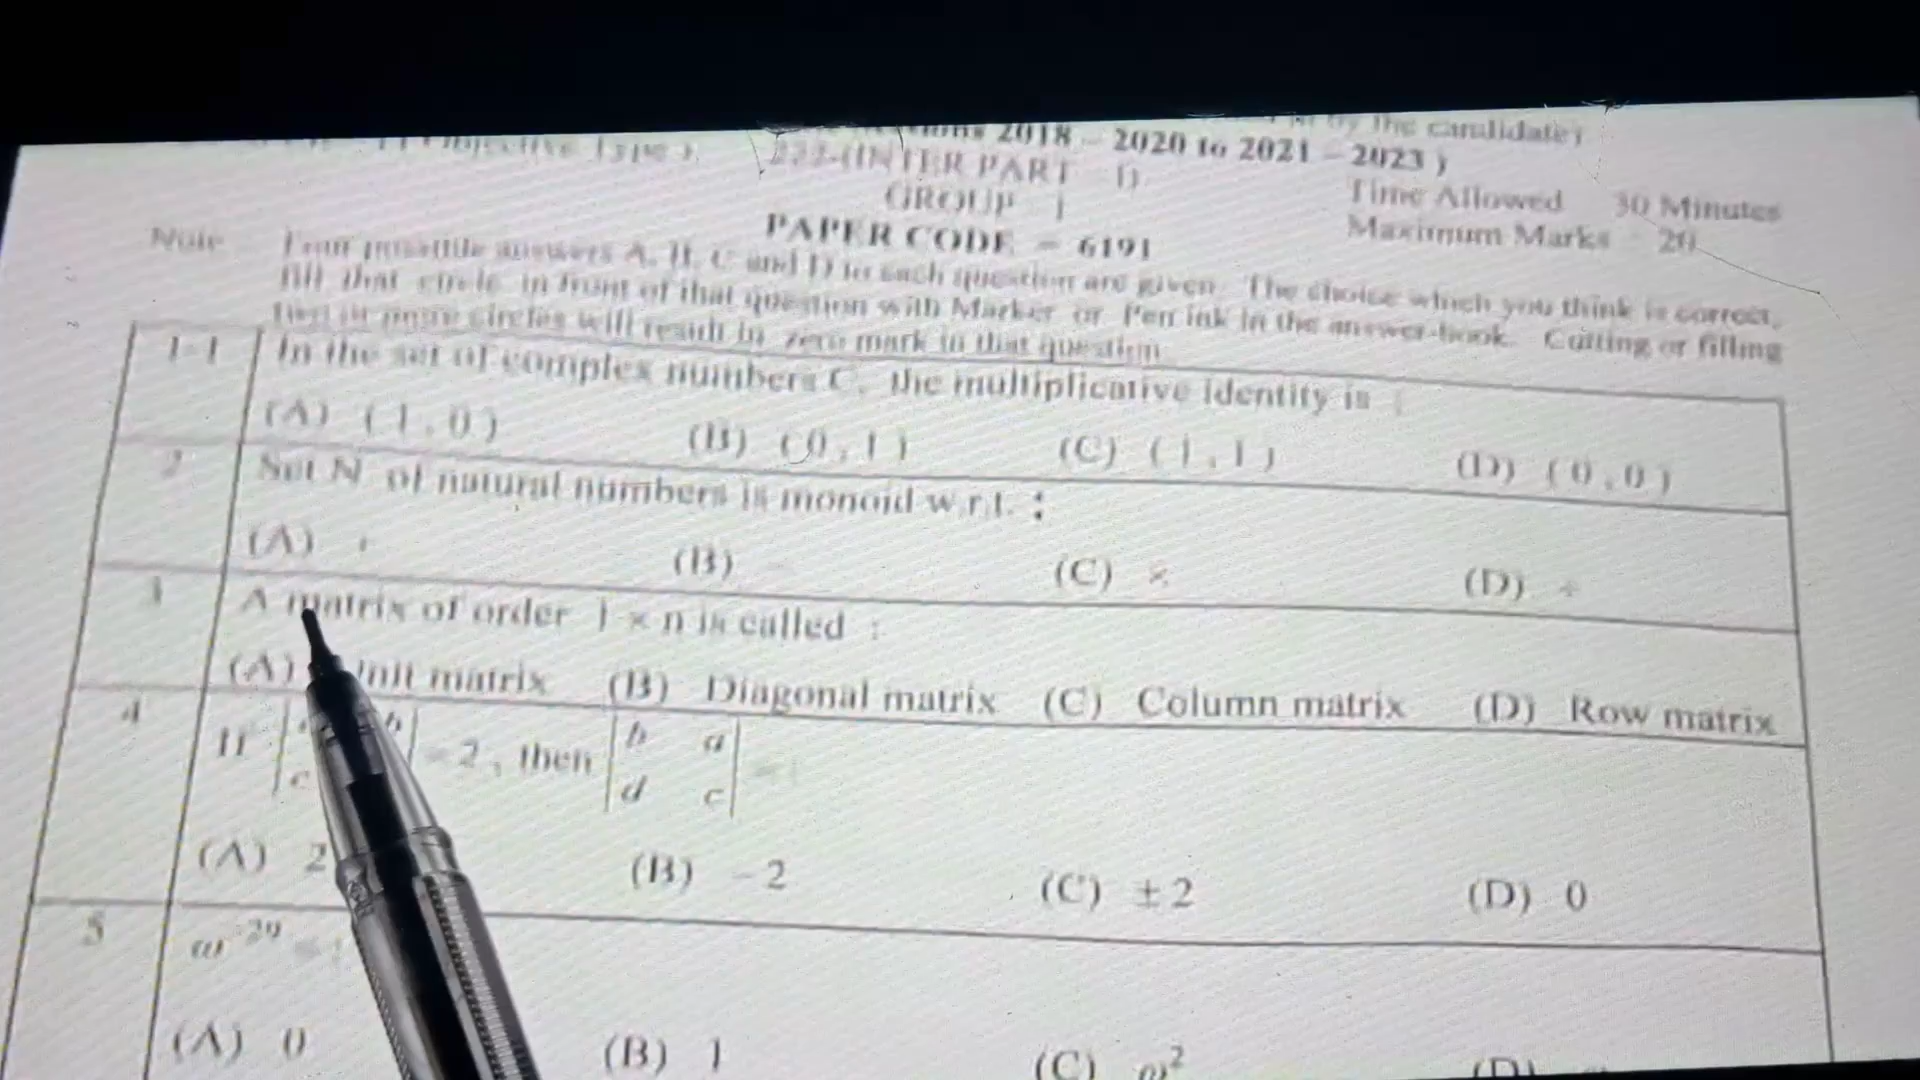 by the candidate)
2018 – 2020 to 2021 – 2023 )
(INTER PART I)
Time Allowed 30 Minutes
GROUP I
Maximum Marks 20
PAPER CODE = 6191
Note Four possible answers A, B, C and D to each question are given. The choice which you think is correct,
fill that circle in front of that question with Marker or Pen ink in the answer-book. Cutting or filling
two or more circles will result in zero mark in that question
1-1 In the set of complex numbers C, the multiplicative identity is :
(A) (1,0) (B) (0,1) (C) (1,1) (D) (0,0)
2 Set N of natural numbers is monoid w.r.t. :
(A) (B) (C) × (D)
3 A matrix of order 1 × n is called :
(A) matrix (B) Diagonal matrix (C) Column matrix (D) Row matrix
4 If | b c | = 2, then | b a d c | =
(A) 2 (B) -2 (C) ±2 (D) 0
5 ω
(A) 0 (B) 1 (C) ω² (D)